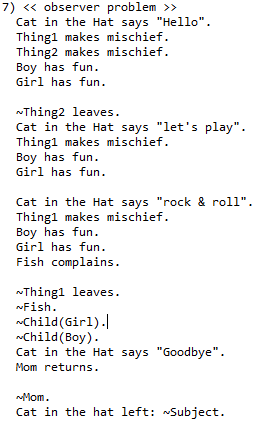 7) << observer problem >>
Cat in the Hat says "Hello".
Thing1 makes mischief.
Thing2 makes mischief.
Boy has fun.
Girl has fun.
~Thing2 leaves.
Cat in the Hat says "let's play".
Thing1 makes mischief.
Boy has fun.
Girl has fun.
Cat in the Hat says "rock & roll".
Thing1 makes mischief.
Boy has fun.
Girl has fun.
Fish complains.
~Thing1 leaves.
~Fish.
~Child(Girl).
~Child(Boy).
Cat in the Hat says "Goodbye".
Mom returns.
~Mom.
Cat in the hat left: ~Subject.